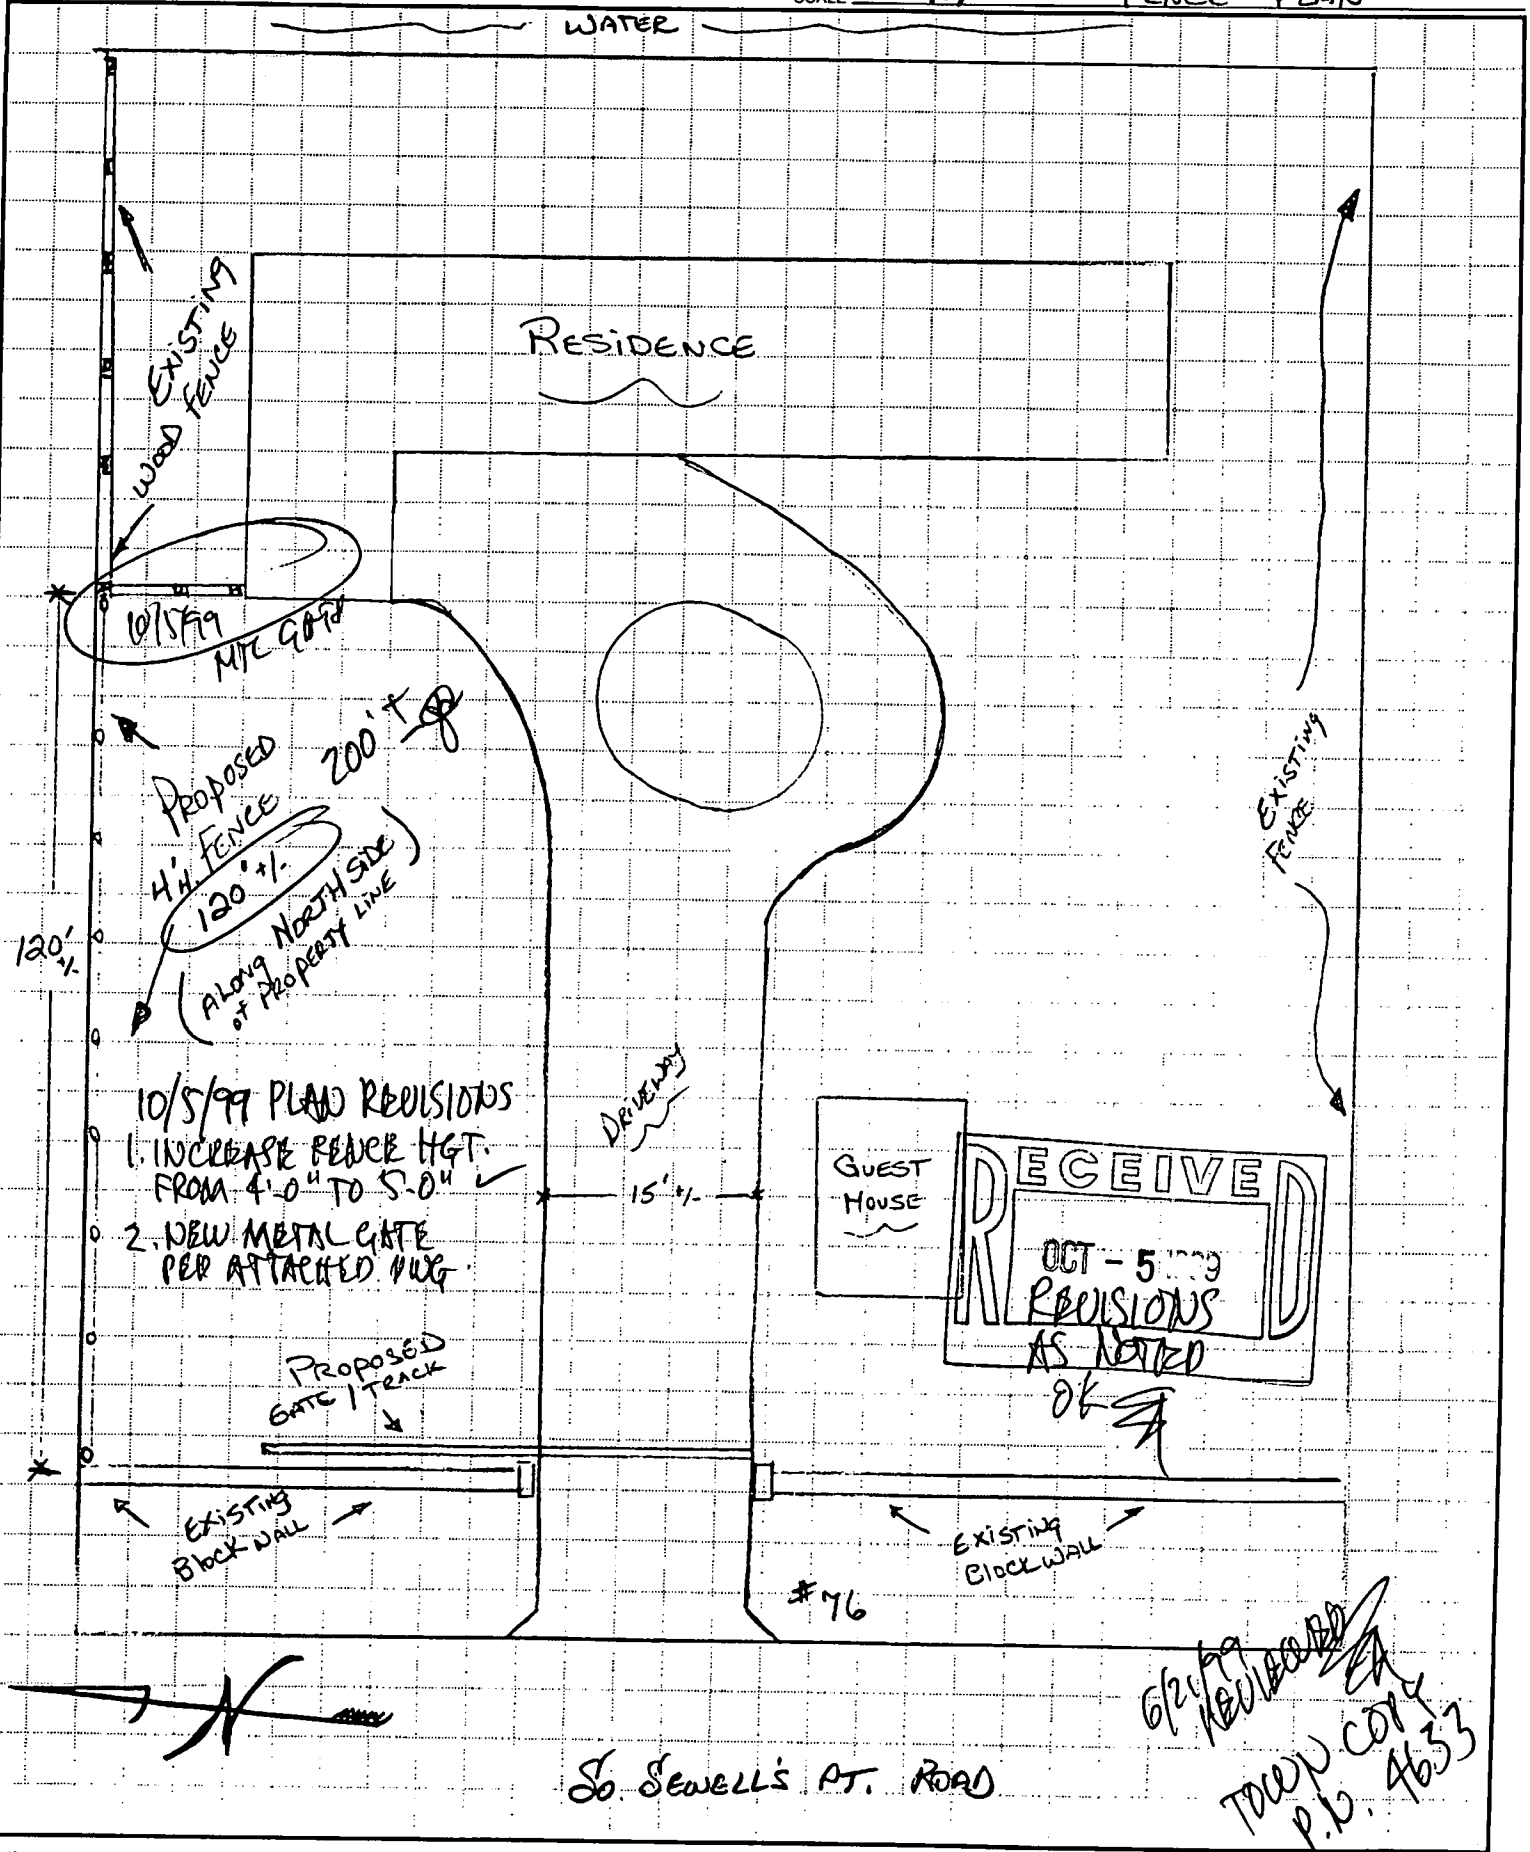 SCALE
FENCE PLAN
WATER
EXISTING
WOOD FENCE
RESIDENCE
10/5/99
MTL GATE
PROPOSED
4'H. FENCE
200' ±
120' +/-
(ALONG NORTH SIDE)
OF PROPERTY LINE
120'
+/-
EXISTING
FENCE
10/5/99 PLAN REVISIONS
1. INCREASE FENCE HGT.
FROM 4'-0" TO 5'-0" ✓
2. NEW METAL GATE
PER ATTACHED DWG.
DRIVEWAY
15' +/-
GUEST
HOUSE
RECEIVED
OCT - 5
REVISIONS
AS NOTED
OK
PROPOSED
GATE / TRACK
EXISTING
BLOCK WALL
EXISTING
BLOCK WALL
#76
N
6/21/99
REVIEWED
TOWN COPY
P.N. 4633
So. SEWELL'S PT. ROAD